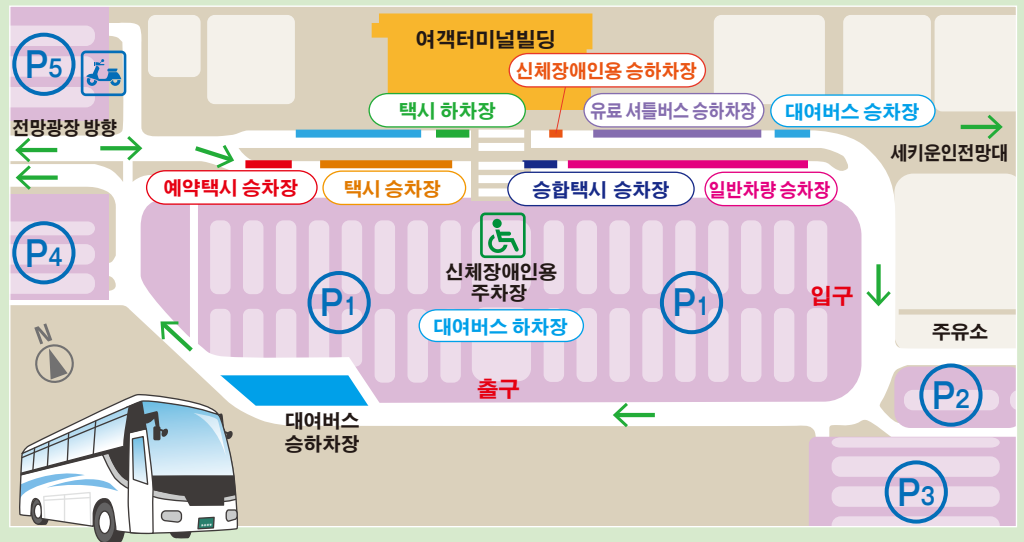 여객터미널빌딩
P5
신체장애인용 승하차장
택시 하차장
유료 셔틀버스 승하차장
대여버스 승차장
전망광장 방향
세키운인전망대
예약택시 승차장
택시 승차장
승합택시 승차장
일반차량 승차장
P4
신체장애인용
주차장
P1
P1
입구
대여버스 하차장
주유소
N
출구
P2
대여버스
승하차장
P3